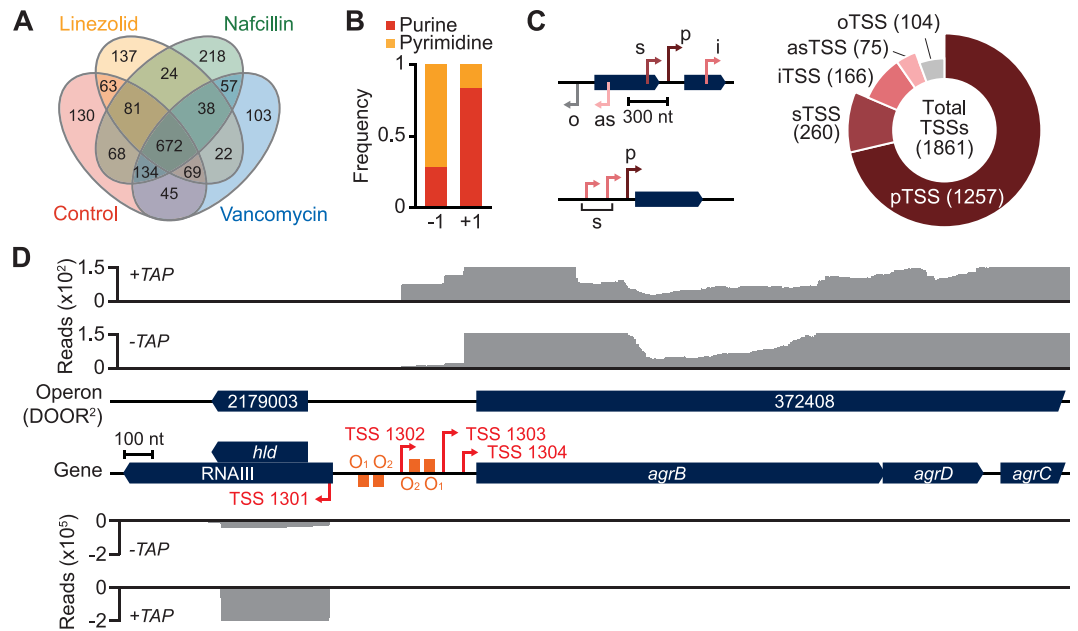 A
Linezolid
Nafcillin
137
218
24
63
57
130
81
38
103
672
68
22
134
69
45
Control
Vancomycin
B
Purine
Pyrimidine
Frequency
1
0.5
0
-1
+1
C
s
p
i
o
as
300 nt
p
s
oTSS (104)
asTSS (75)
iTSS (166)
sTSS
(260)
Total
TSSs
(1861)
pTSS (1257)
D
Reads (x10²)
1.5
0
+TAP
1.5
0
-TAP
Operon
(DOOR²)
2179003
372408
100 nt
Gene
hld
RNAIII
TSS 1301
O₁ O₂
TSS 1302
O₂ O₁
TSS 1303
TSS 1304
agrB
agrD
agrC
Reads (x10⁵)
0
-2
-TAP
0
-2
+TAP